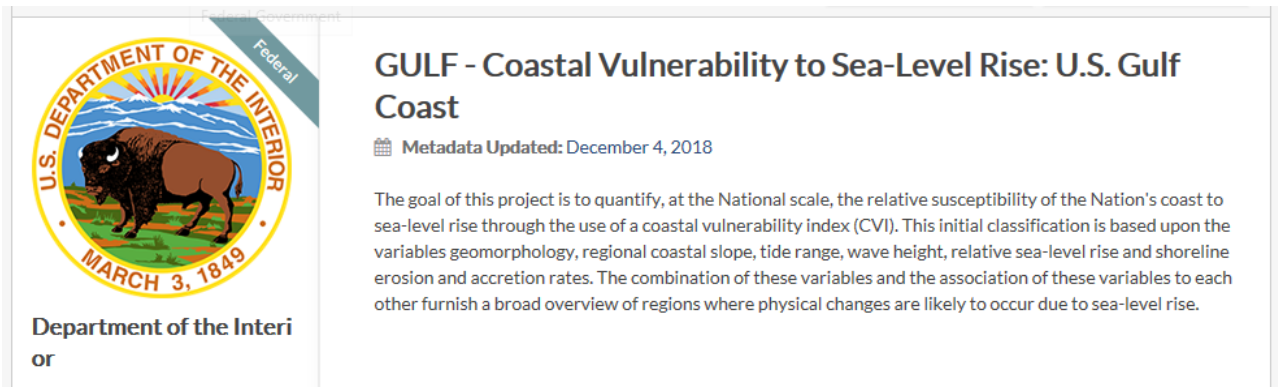 Federal Government
Federal
U.S. DEPARTMENT OF THE INTERIOR
MARCH 3, 1849
Department of the Interi
or
GULF - Coastal Vulnerability to Sea-Level Rise: U.S. Gulf
Coast
Metadata Updated: December 4, 2018
The goal of this project is to quantify, at the National scale, the relative susceptibility of the Nation's coast to
sea-level rise through the use of a coastal vulnerability index (CVI). This initial classification is based upon the
variables geomorphology, regional coastal slope, tide range, wave height, relative sea-level rise and shoreline
erosion and accretion rates. The combination of these variables and the association of these variables to each
other furnish a broad overview of regions where physical changes are likely to occur due to sea-level rise.